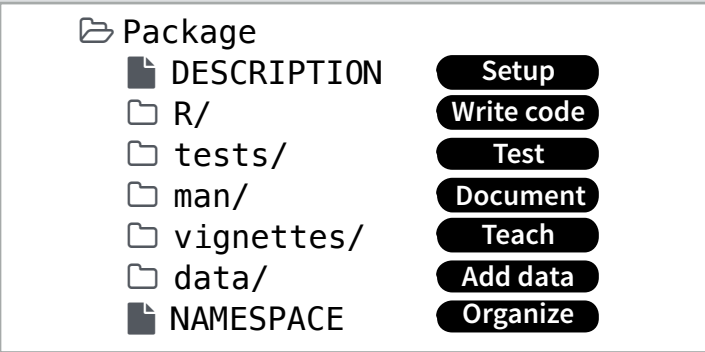 Package
DESCRIPTION Setup
R/ Write code
tests/ Test
man/ Document
vignettes/ Teach
data/ Add data
NAMESPACE Organize